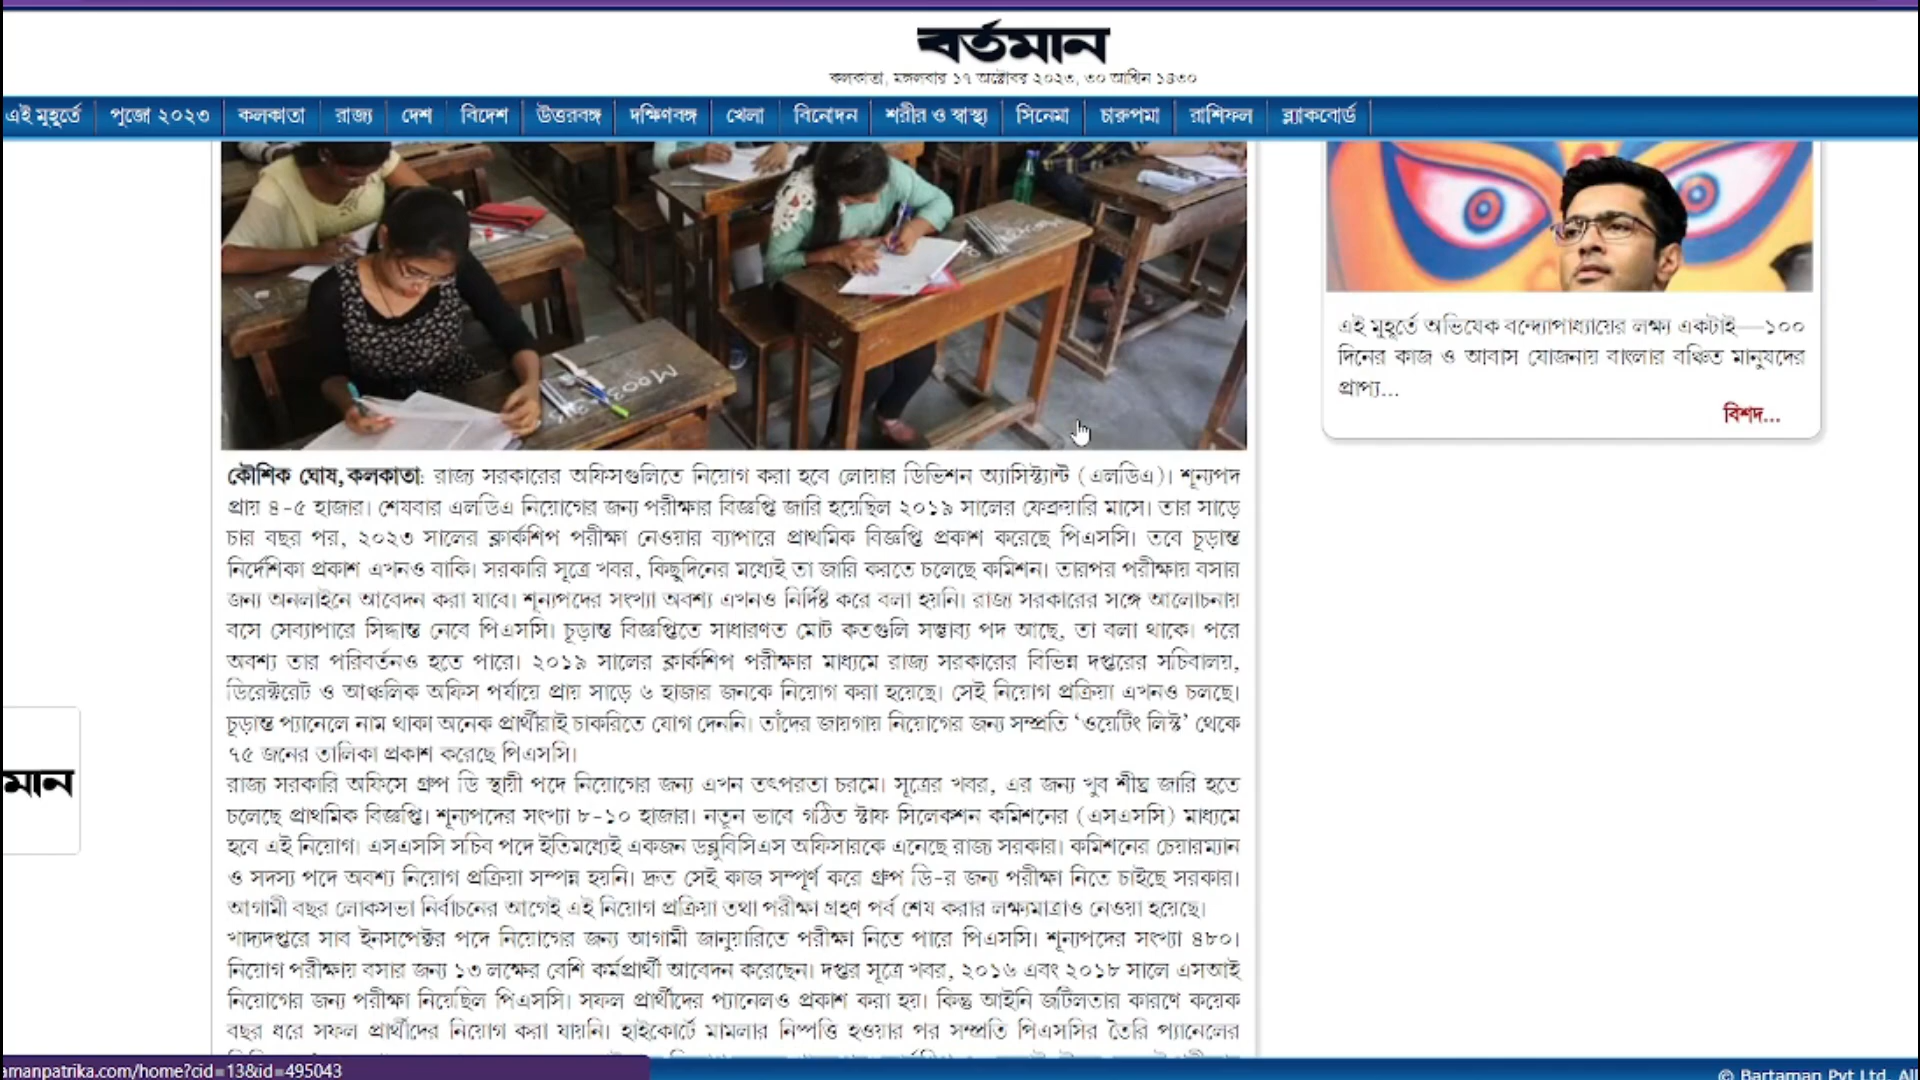 বর্তমান
কলকাতা, মঙ্গলবার ১৭ অক্টোবর ২০২৩, ৩০ আশ্বিন ১৪৩০
এই মুহূর্তে পুজো ২০২৩ কলকাতা রাজ্য দেশ বিদেশ উত্তরবঙ্গ দক্ষিণবঙ্গ খেলা বিনোদন শরীর ও স্বাস্থ্য সিনেমা চারুপমা রাশিফল ব্ল্যাকবোর্ড
কৌশিক ঘোষ, কলকাতা: রাজ্য সরকারের অফিসগুলিতে নিয়োগ করা হবে লোয়ার ডিভিশন অ্যাসিস্ট্যান্ট (এলডিএ)। শূন্যপদ
প্রায় ৪-৫ হাজার। শেষবার এলডিএ নিয়োগের জন্য পরীক্ষার বিজ্ঞপ্তি জারি হয়েছিল ২০১৯ সালের ফেব্রুয়ারি মাসে। তার সাড়ে
চার বছর পর, ২০২৩ সালের ক্লার্কশিপ পরীক্ষা নেওয়ার ব্যাপারে প্রাথমিক বিজ্ঞপ্তি প্রকাশ করেছে পিএসসি। তবে চূড়ান্ত
নির্দেশিকা প্রকাশ এখনও বাকি। সরকারি সূত্রে খবর, কিছুদিনের মধ্যেই তা জারি করতে চলেছে কমিশন। তারপর পরীক্ষায় বসার
জন্য অনলাইনে আবেদন করা যাবে। শূন্যপদের সংখ্যা অবশ্য এখনও নির্দিষ্ট করে বলা হয়নি। রাজ্য সরকারের সঙ্গে আলোচনায়
বসে সেব্যাপারে সিদ্ধান্ত নেবে পিএসসি। চূড়ান্ত বিজ্ঞপ্তিতে সাধারণত মোট কতগুলি সম্ভাব্য পদ আছে, তা বলা থাকে। পরে
অবশ্য তার পরিবর্তনও হতে পারে। ২০১৯ সালের ক্লার্কশিপ পরীক্ষার মাধ্যমে রাজ্য সরকারের বিভিন্ন দপ্তরের সচিবালয়,
ডিরেক্টরেট ও আঞ্চলিক অফিস পর্যায়ে প্রায় সাড়ে ৬ হাজার জনকে নিয়োগ করা হয়েছে। সেই নিয়োগ প্রক্রিয়া এখনও চলছে।
চূড়ান্ত প্যানেলে নাম থাকা অনেক প্রার্থীরাই চাকরিতে যোগ দেননি। তাঁদের জায়গায় নিয়োগের জন্য সম্প্রতি ‘ওয়েটিং লিস্ট’ থেকে
৭৫ জনের তালিকা প্রকাশ করেছে পিএসসি।
রাজ্য সরকারি অফিসে গ্রুপ ডি স্থায়ী পদে নিয়োগের জন্য এখন তৎপরতা চরমে। সূত্রের খবর, এর জন্য খুব শীঘ্র জারি হতে
চলেছে প্রাথমিক বিজ্ঞপ্তি। শূন্যপদের সংখ্যা ৮-১০ হাজার। নতুন ভাবে গঠিত স্টাফ সিলেকশন কমিশনের (এসএসসি) মাধ্যমে
হবে এই নিয়োগ। এসএসসি সচিব পদে ইতিমধ্যেই একজন ডব্লুবিসিএস অফিসারকে এনেছে রাজ্য সরকার। কমিশনের চেয়ারম্যান
ও সদস্য পদে অবশ্য নিয়োগ প্রক্রিয়া সম্পন্ন হয়নি। দ্রুত সেই কাজ সম্পূর্ণ করে গ্রুপ ডি-র জন্য পরীক্ষা নিতে চাইছে সরকার।
আগামী বছর লোকসভা নির্বাচনের আগেই এই নিয়োগ প্রক্রিয়া তথা পরীক্ষা গ্রহণ পর্ব শেষ করার লক্ষ্যমাত্রাও নেওয়া হয়েছে।
খাদ্যদপ্তরে সাব ইনসপেক্টর পদে নিয়োগের জন্য আগামী জানুয়ারিতে পরীক্ষা নিতে পারে পিএসসি। শূন্যপদের সংখ্যা ৪৮০।
নিয়োগ পরীক্ষায় বসার জন্য ১৩ লক্ষের বেশি কর্মপ্রার্থী আবেদন করেছেন। দপ্তর সূত্রে খবর, ২০১৬ এবং ২০১৮ সালে এসআই
নিয়োগের জন্য পরীক্ষা নিয়েছিল পিএসসি। সফল প্রার্থীদের প্যানেলও প্রকাশ করা হয়। কিন্তু আইনি জটিলতার কারণে কয়েক
বছর ধরে সফল প্রার্থীদের নিয়োগ করা যায়নি। হাইকোর্টে মামলার নিষ্পত্তি হওয়ার পর সম্প্রতি পিএসসির তৈরি প্যানেলের
এই মুহূর্তে অভিষেক বন্দ্যোপাধ্যায়ের লক্ষ্য একটাই—১০০
দিনের কাজ ও আবাস যোজনায় বাংলার বঞ্চিত মানুষদের
প্রাপ্য...
বিশদ...
মান
amanpatrika.com/home?cid=13&id=495043
© Bartaman Pvt Ltd. All